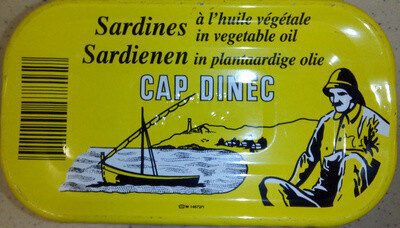 Sardines à l'huile végétale
in vegetable oil
Sardienen in plantaardige olie
CAP DINEC